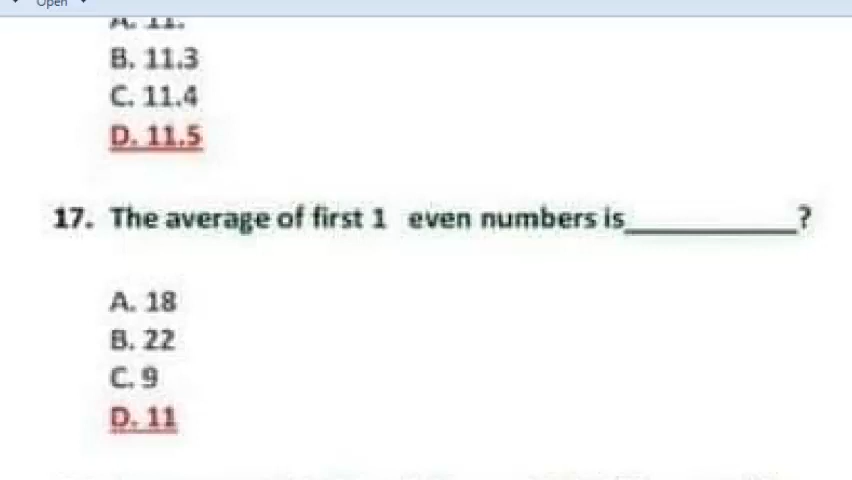 Open
B. 11.3
C. 11.4
D. 11.5
17. The average of first 1 even numbers is__________?
A. 18
B. 22
C. 9
D. 11